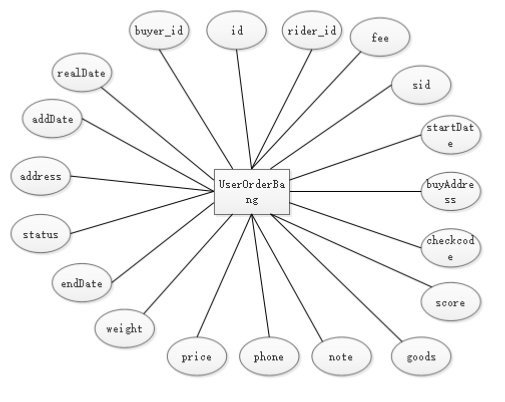 buyer_id
id
rider_id
fee
realDate
sid
addDate
startDat
e
address
UserOrderBa
ng
buyAddre
ss
status
checkcod
e
endDate
score
weight
price
phone
note
goods